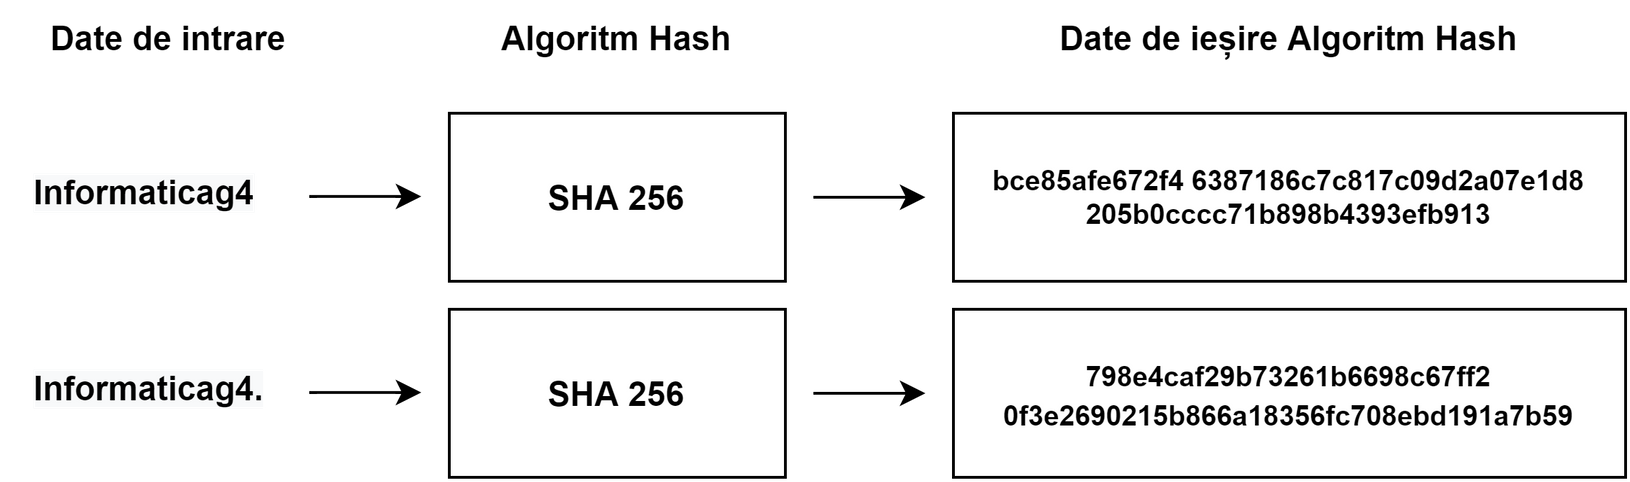 Date de intrare
Algoritm Hash
Date de ieșire Algoritm Hash
Informaticag4
SHA 256
bce85afe672f4 6387186c7c817c09d2a07e1d8
205b0cccc71b898b4393efb913
Informaticag4.
SHA 256
798e4caf29b73261b6698c67ff2
0f3e2690215b866a18356fc708ebd191a7b59